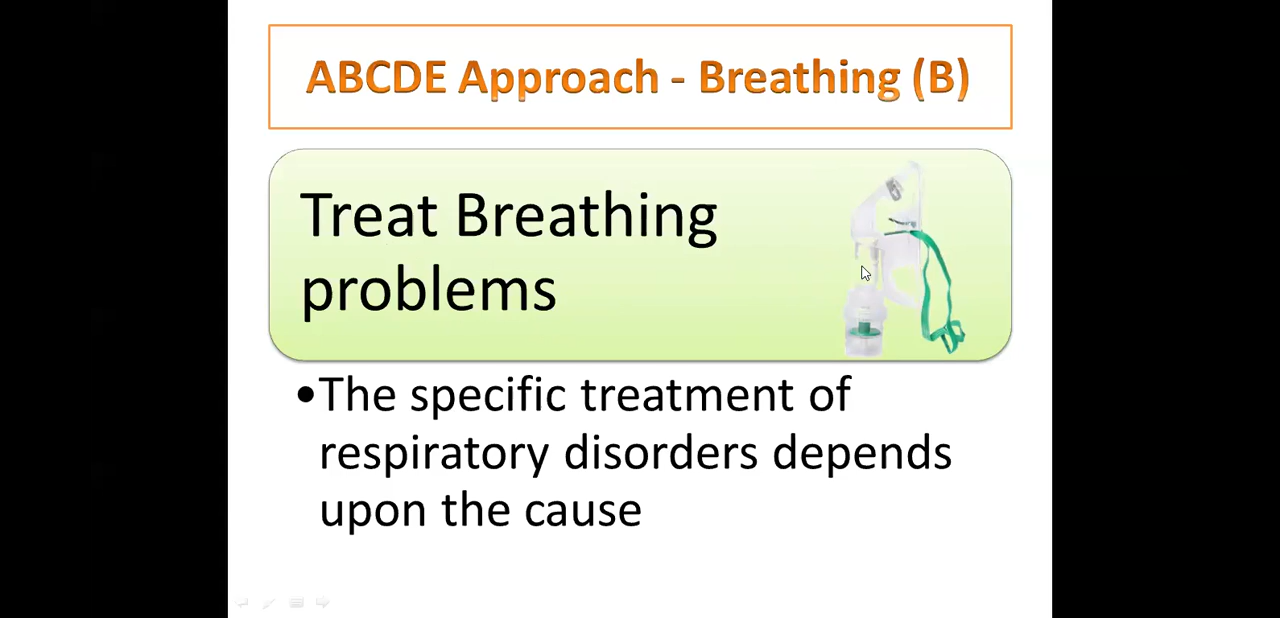 ABCDE Approach - Breathing (B)
Treat Breathing
problems
•The specific treatment of
respiratory disorders depends
upon the cause